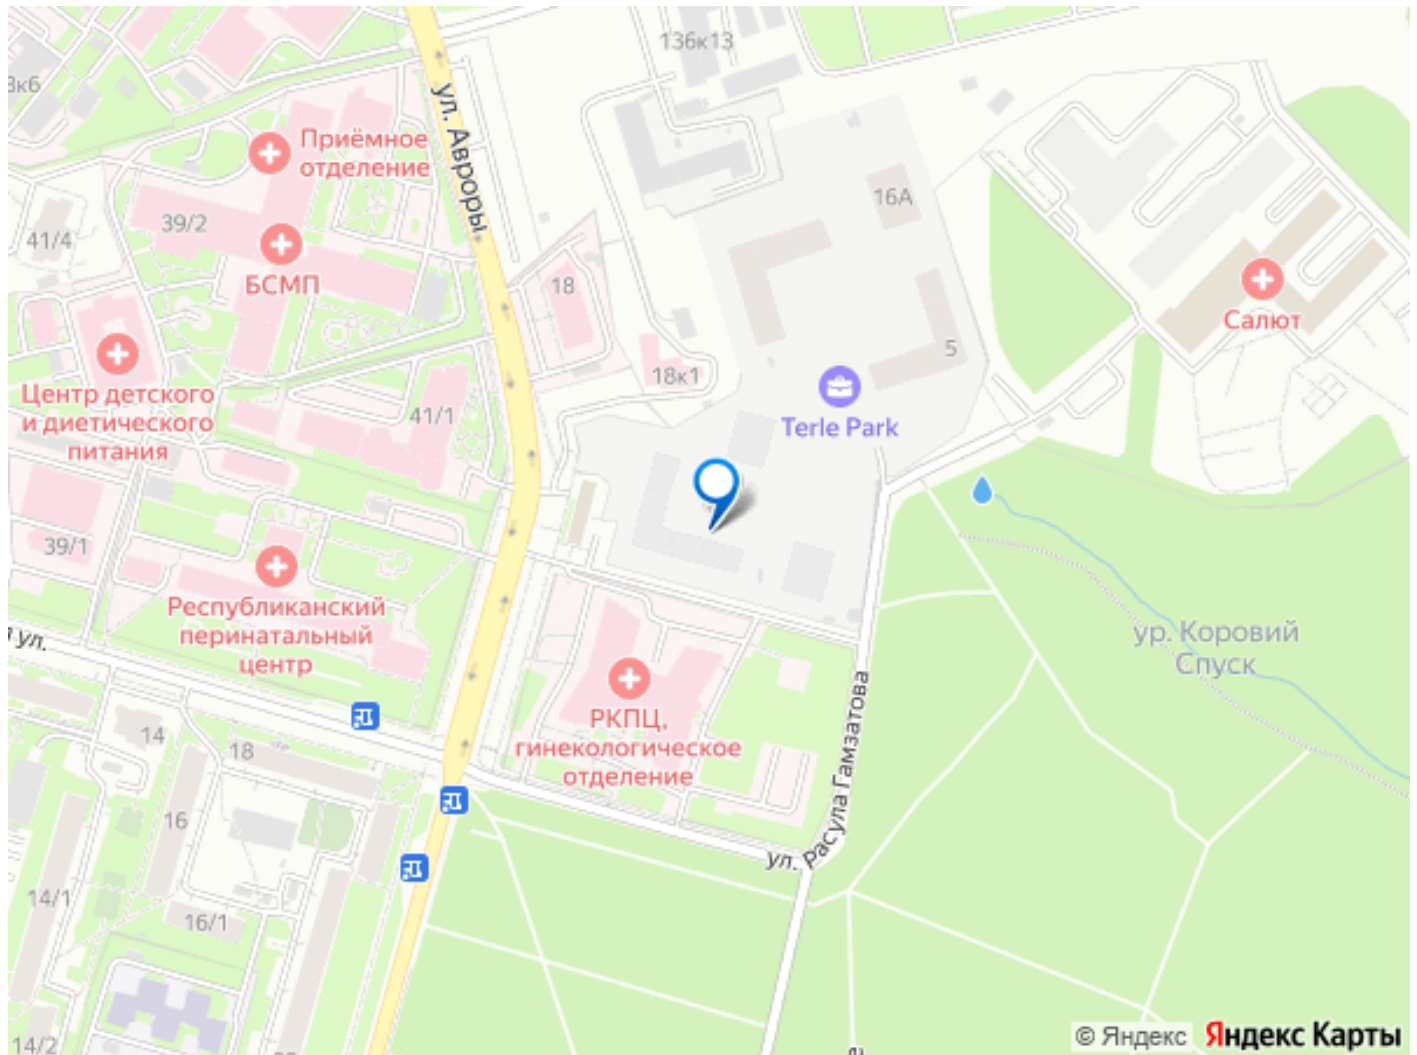 136к13
3к6
ул. Авроры
Приёмное
отделение
16А
39/2
41/4
БСМП
18
Салют
5
18к1
Центр детского
и диетического
питания
41/1
Terle Park
39/1
Республиканский
перинатальный
центр
ул.
ур. Коровий
Спуск
РКПЦ,
гинекологическое
отделение
ул. Расула Гамзатова
14
18
16
14/1
16/1
14/2
© Яндекс
Яндекс Карты